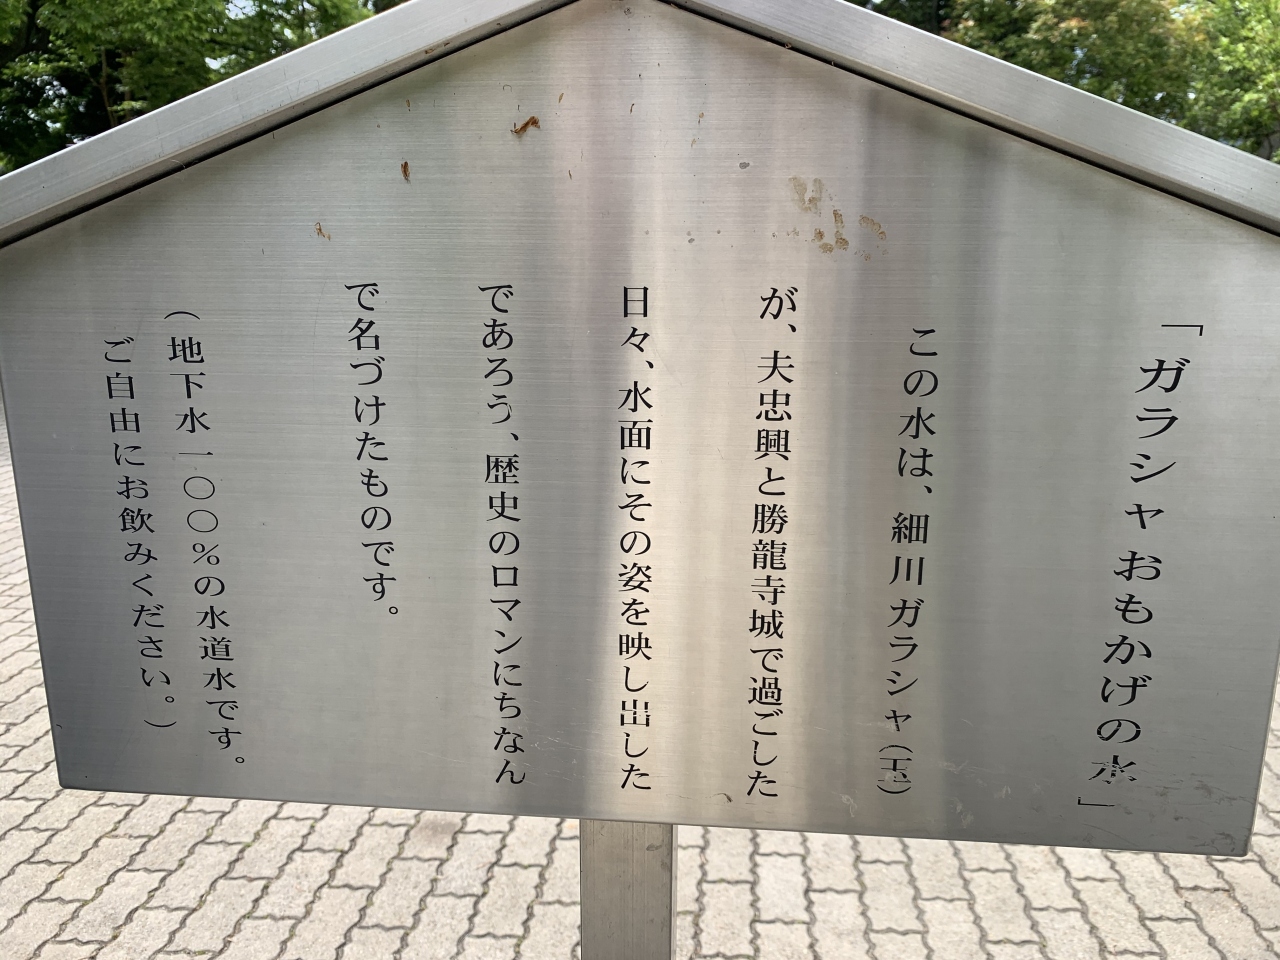 「ガラシャおもかげの水」
この水は、細川ガラシャ（玉）
が、夫忠興と勝龍寺城で過ごした
日々、水面にその姿を映し出した
であろう、歴史のロマンにちなん
で名づけたものです。
（地下水一〇〇％の水道水です。
ご自由にお飲みください。）